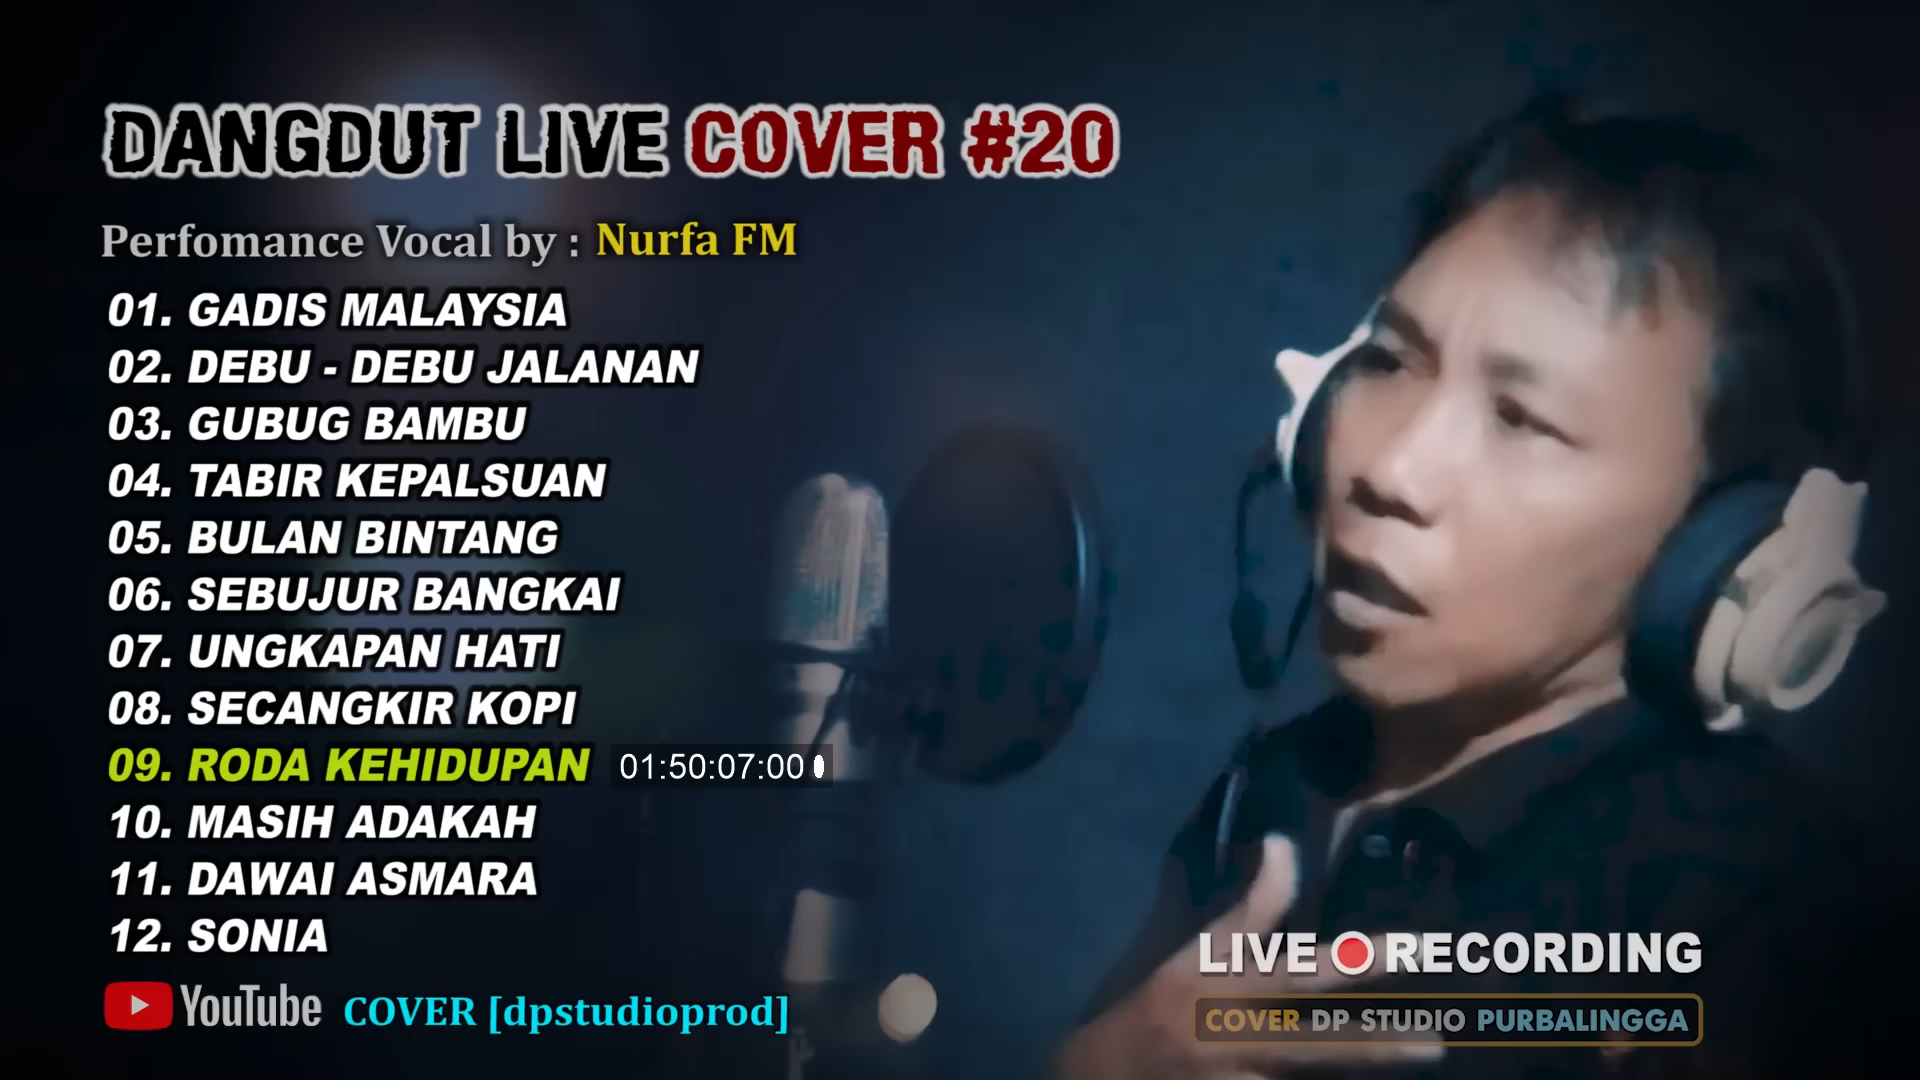 DANGDUT LIVE COVER #20
Perfomance Vocal by : Nurfa FM
01. GADIS MALAYSIA
02. DEBU - DEBU JALANAN
03. GUBUG BAMBU
04. TABIR KEPALSUAN
05. BULAN BINTANG
06. SEBUJUR BANGKAI
07. UNGKAPAN HATI
08. SECANGKIR KOPI
09. RODA KEHIDUPAN 01:50:07:00
10. MASIH ADAKAH
11. DAWAI ASMARA
12. SONIA
YouTube COVER [dpstudioprod]
LIVE RECORDING
COVER DP STUDIO PURBALINGGA